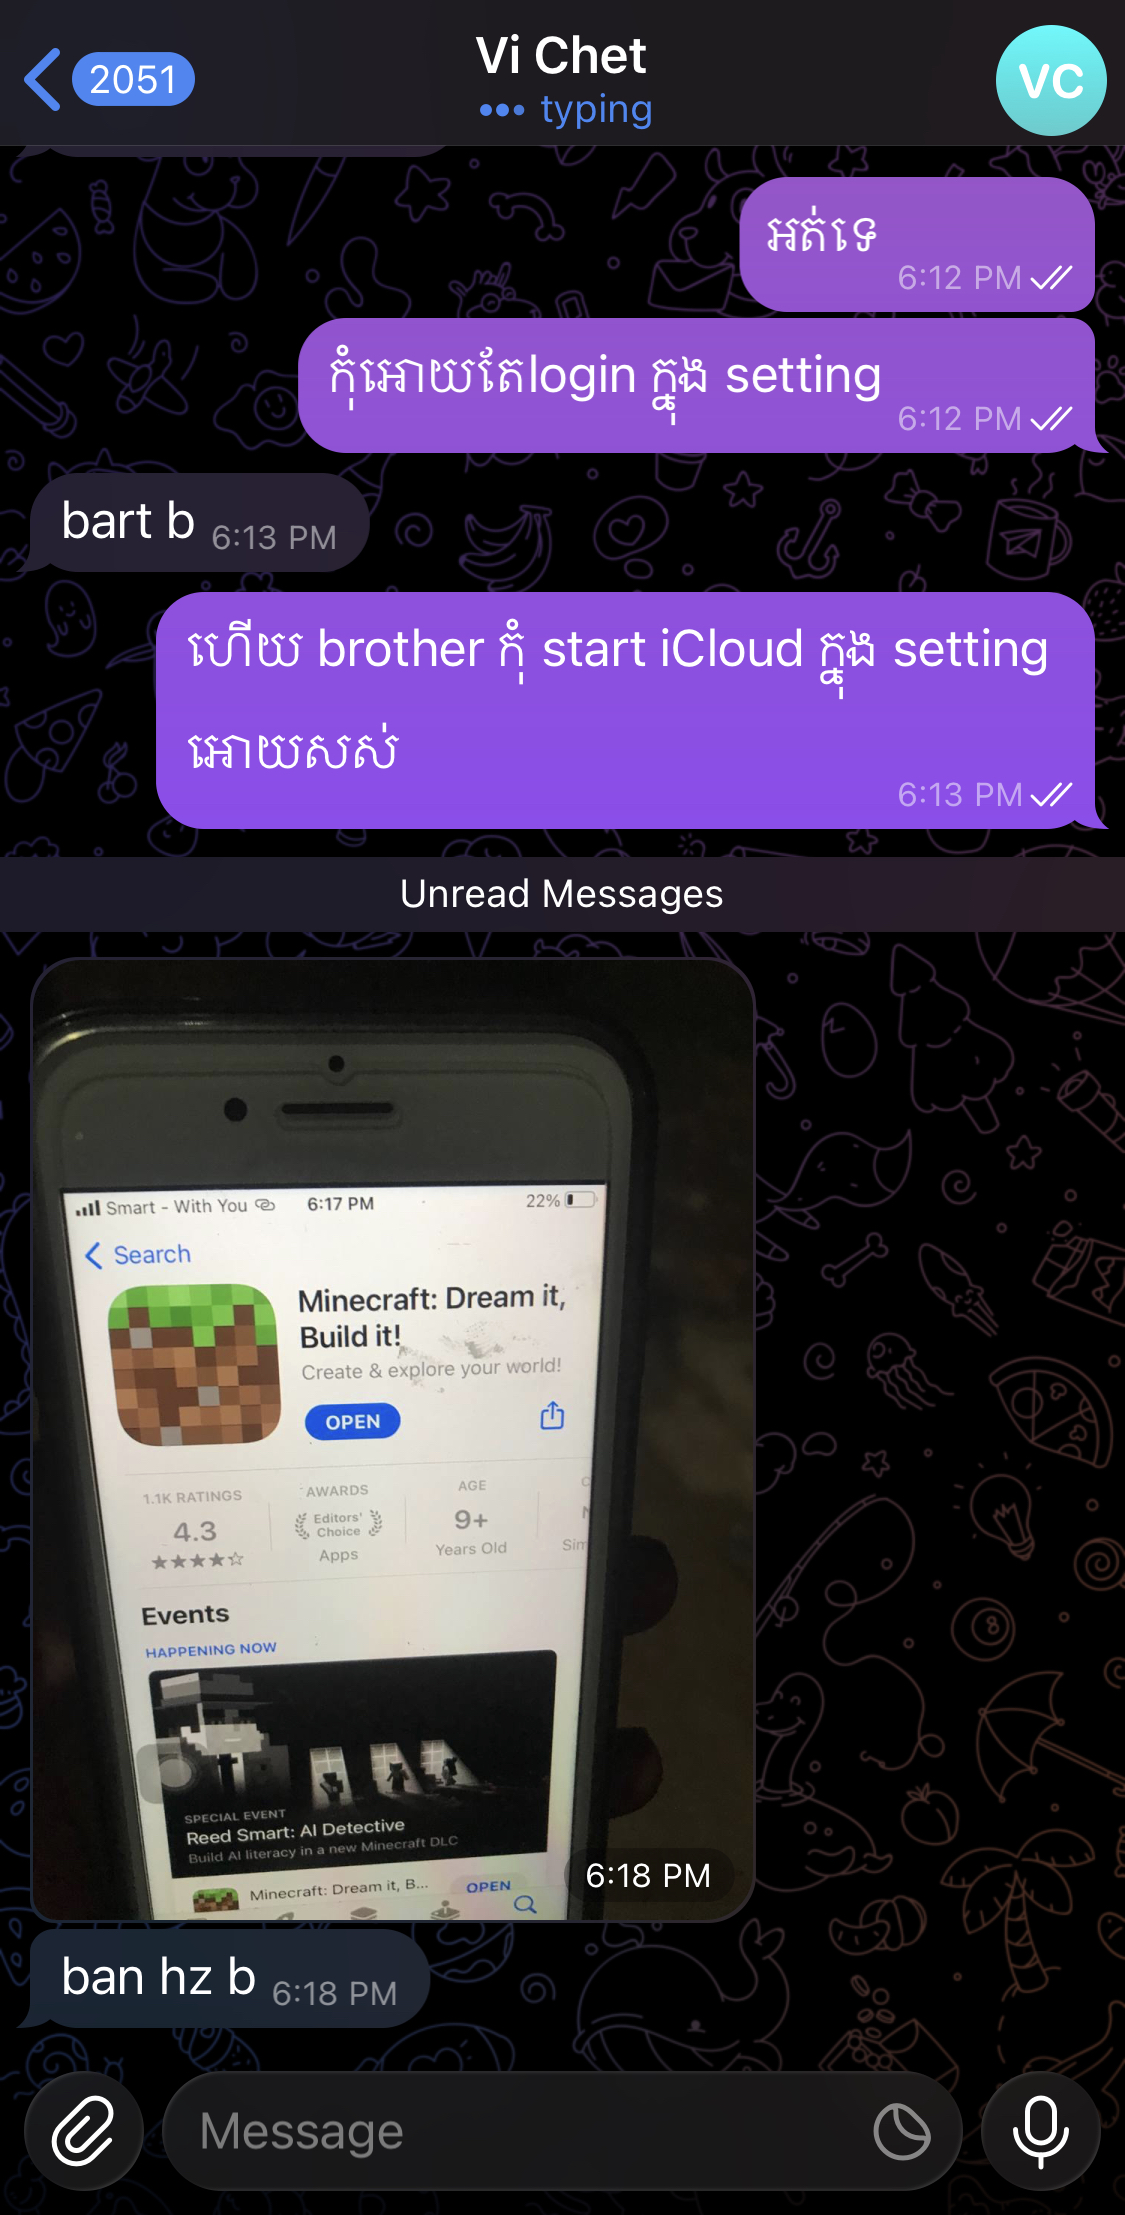 2051
Vi Chet
typing
VC
អត់ទេ
6:12 PM
កុំអោយតែlogin ក្នុង setting
6:12 PM
bart b 6:13 PM
ហើយ brother កុំ start iCloud ក្នុង setting
អោយសស់
6:13 PM
Unread Messages
Smart - With You 6:17 PM 22%
Search
Minecraft: Dream it,
Build it!
Create & explore your world!
OPEN
1.1K RATINGS AWARDS AGE
4.3 Editors' Choice 9+
Apps Years Old Sim
Events
HAPPENING NOW
SPECIAL EVENT
Reed Smart: AI Detective
Build AI literacy in a new Minecraft DLC
Minecraft: Dream it, B... OPEN
6:18 PM
ban hz b 6:18 PM
Message